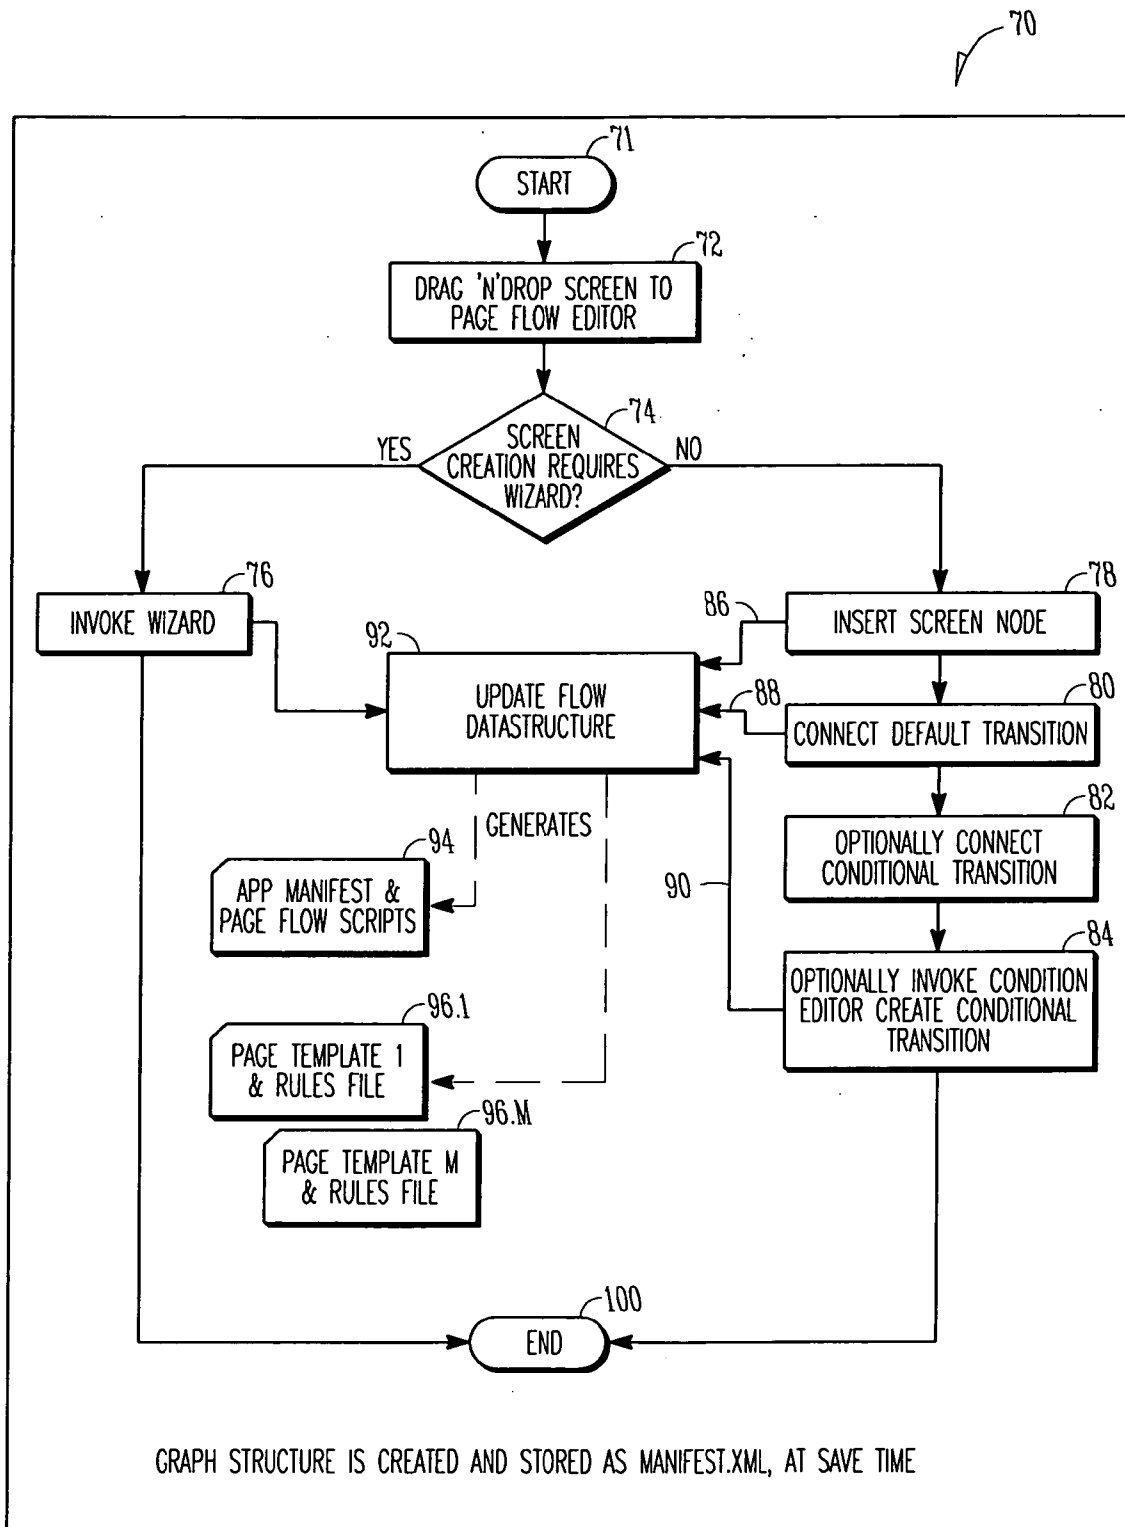 70
71
START
72
DRAG 'N'DROP SCREEN TO
PAGE FLOW EDITOR
74
YES
SCREEN
CREATION REQUIRES
WIZARD?
NO
76
INVOKE WIZARD
78
INSERT SCREEN NODE
86
92
UPDATE FLOW
DATASTRUCTURE
88
80
CONNECT DEFAULT TRANSITION
82
OPTIONALLY CONNECT
CONDITIONAL TRANSITION
90
84
OPTIONALLY INVOKE CONDITION
EDITOR CREATE CONDITIONAL
TRANSITION
GENERATES
94
APP MANIFEST &
PAGE FLOW SCRIPTS
96.1
PAGE TEMPLATE 1
& RULES FILE
96.M
PAGE TEMPLATE M
& RULES FILE
100
END
GRAPH STRUCTURE IS CREATED AND STORED AS MANIFEST.XML, AT SAVE TIME